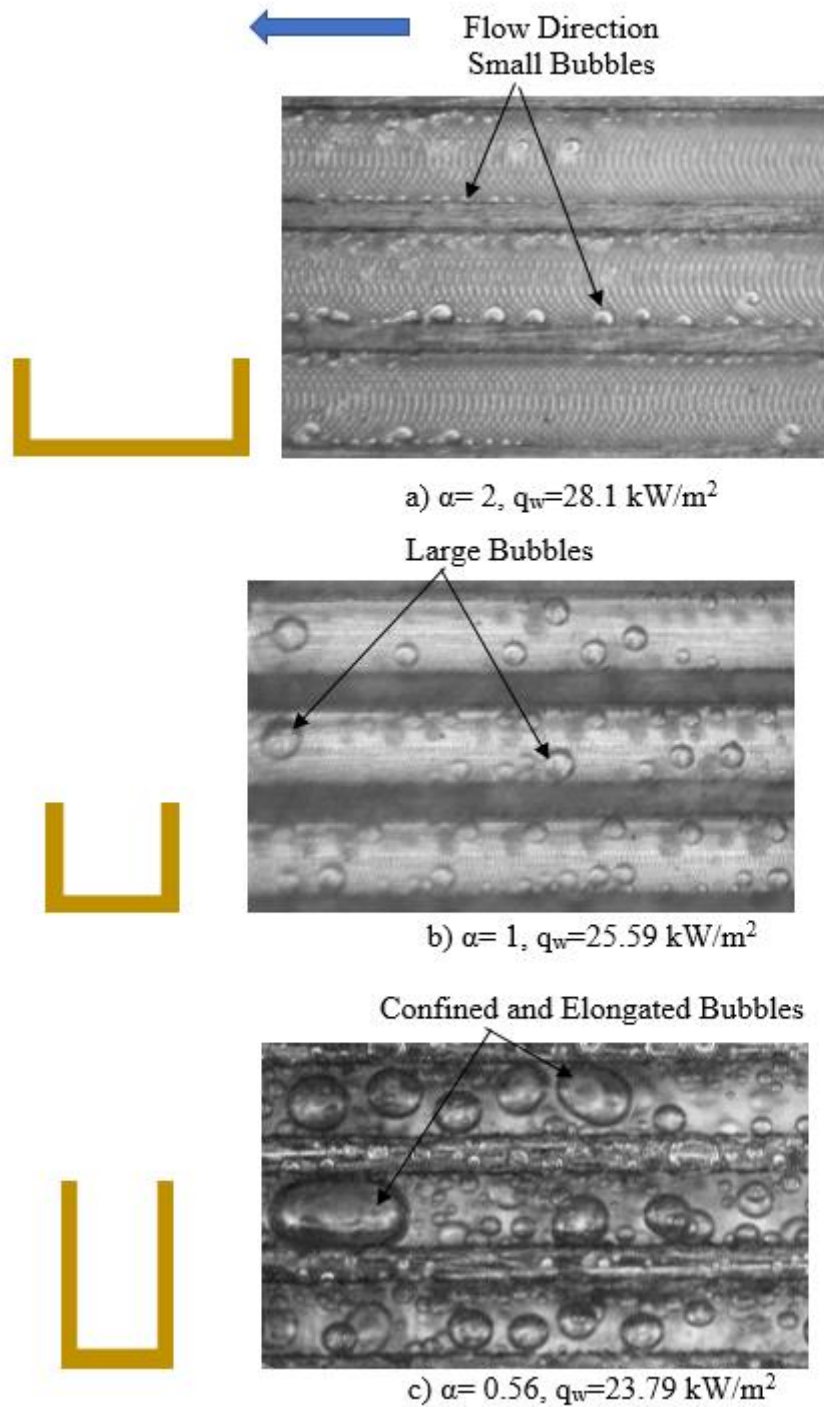 Flow Direction
Small Bubbles
a) α= 2, qw=28.1 kW/m²
Large Bubbles
b) α= 1, qw=25.59 kW/m²
Confined and Elongated Bubbles
c) α= 0.56, qw=23.79 kW/m²